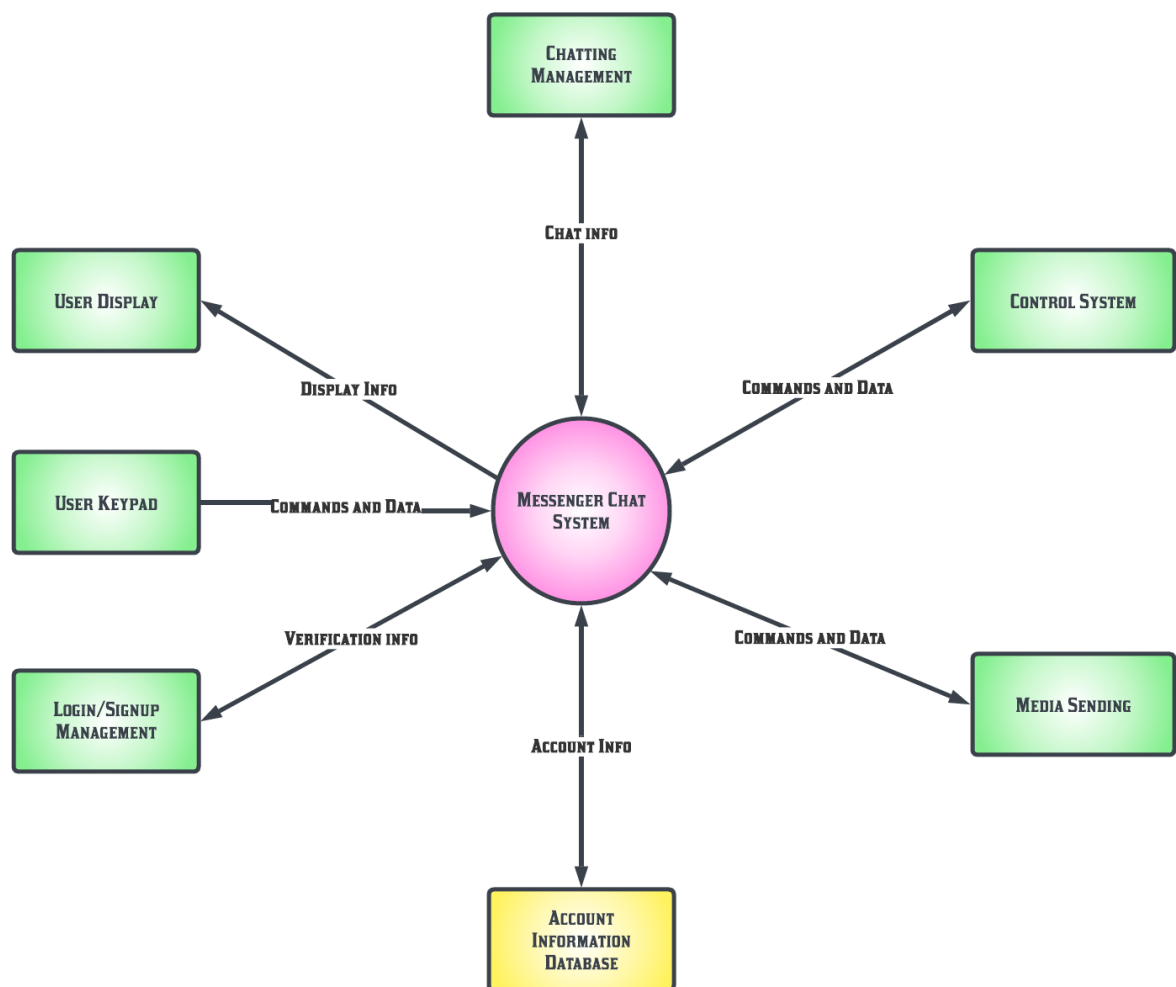 Chatting
Management
Chat info
User Display
Control System
Display Info
Commands and Data
User Keypad
Commands and Data
Messenger Chat
System
Verification info
Commands and Data
Login/Signup
Management
Media Sending
Account Info
Account
Information
Database